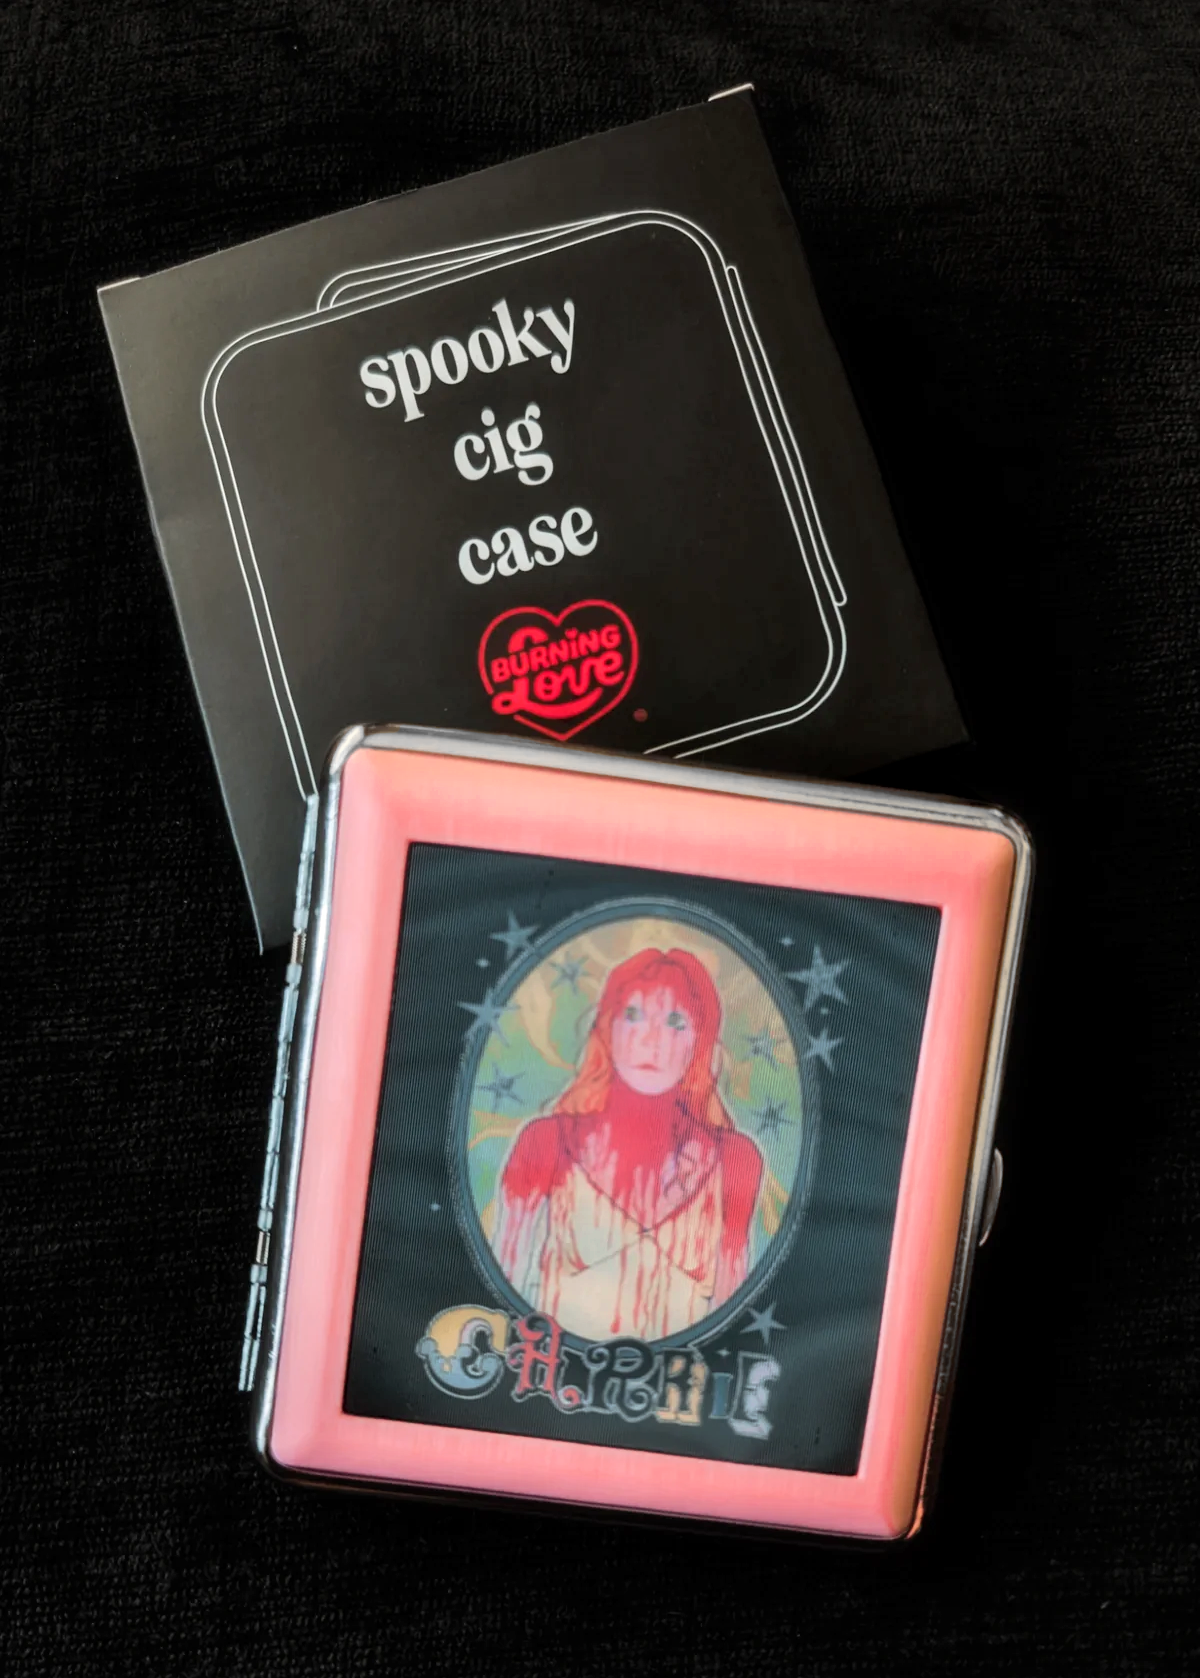 spooky
cig
case
BURNING
Love
CARRIE